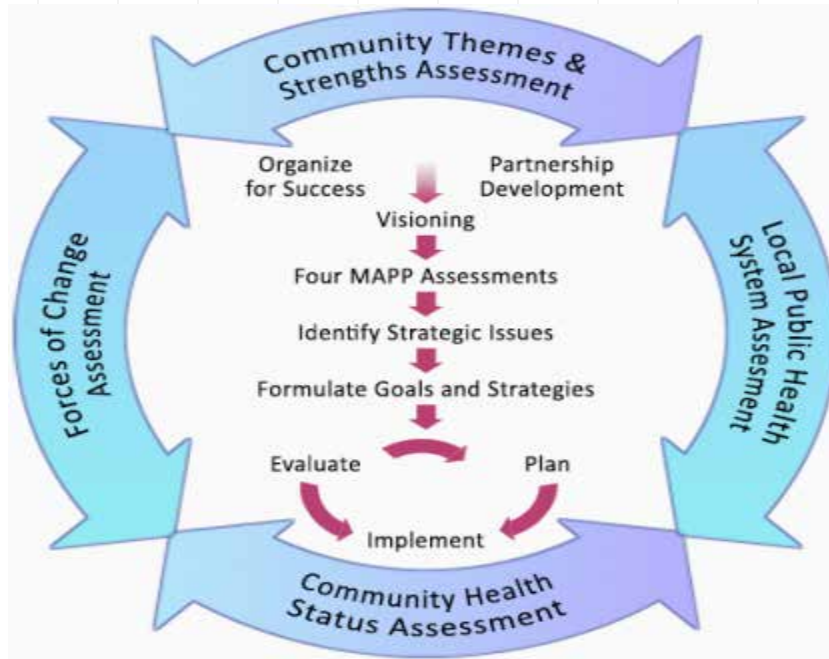 Community Themes &
Strengths Assessment
Organize
for Success
Partnership
Development
Visioning
Four MAPP Assessments
Identify Strategic Issues
Formulate Goals and Strategies
Evaluate
Plan
Implement
Forces of Change
Assessment
Local Public Health
System Assesment
Community Health
Status Assessment